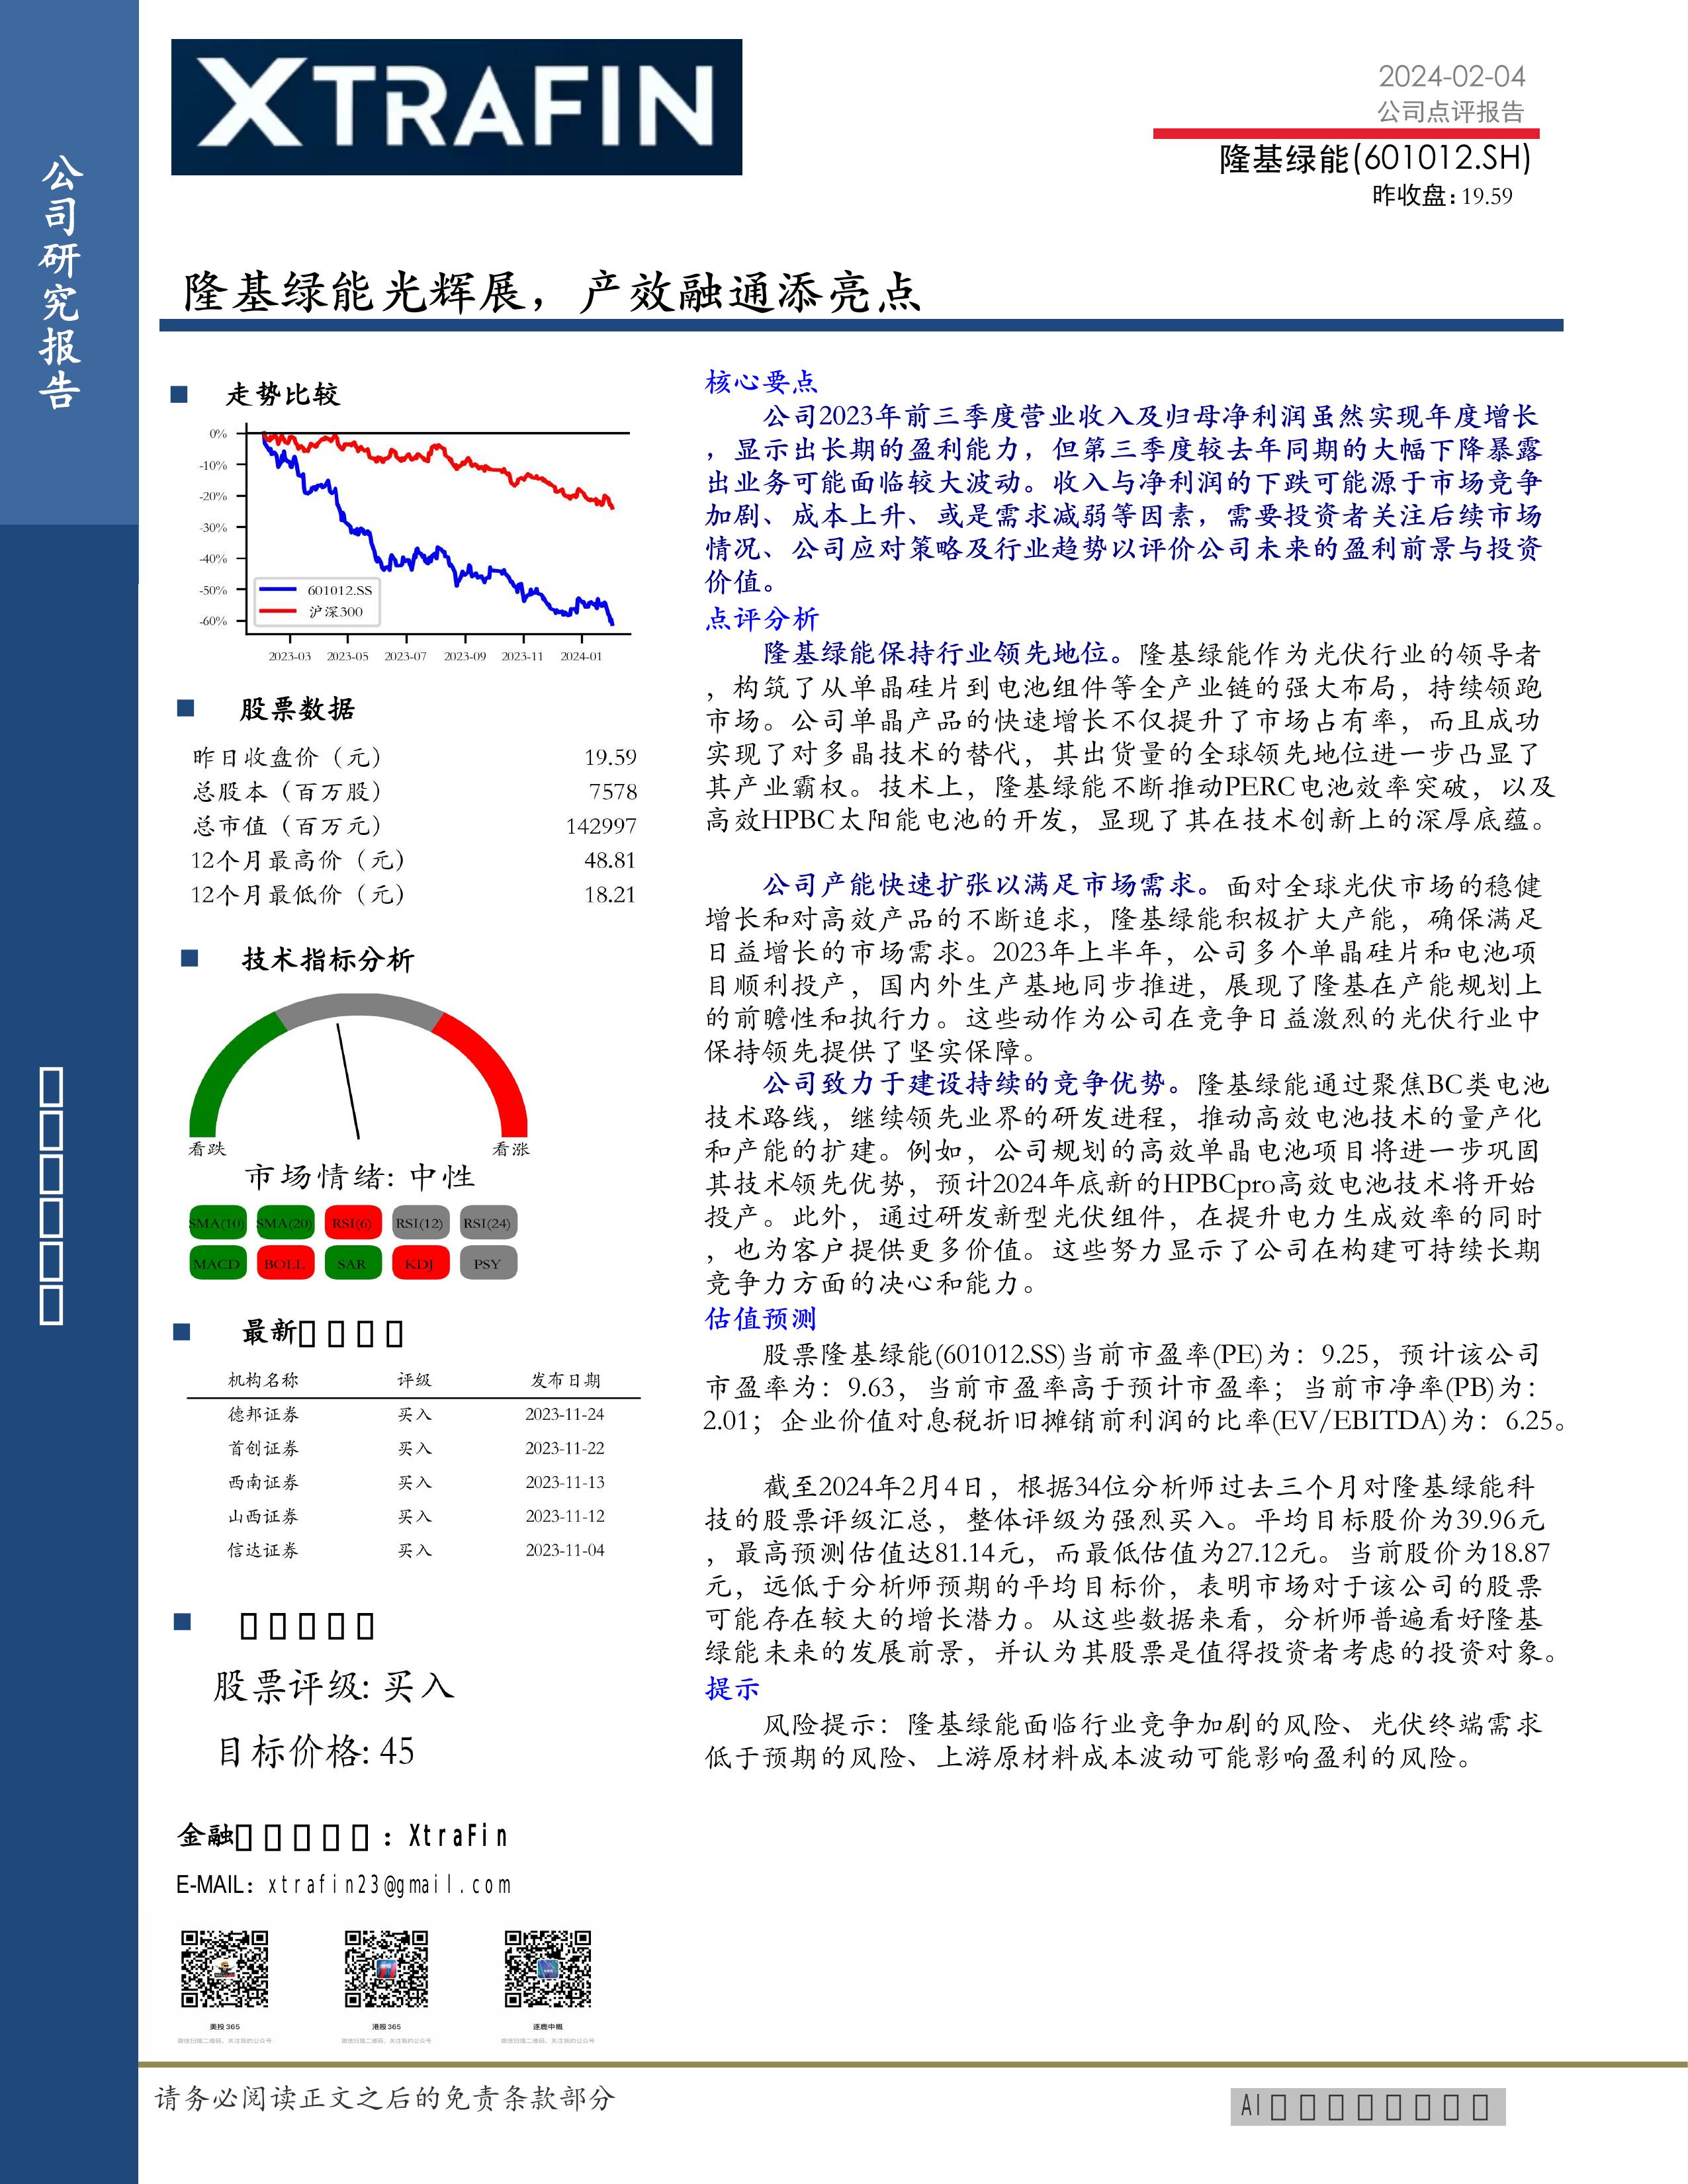 XTRAFIN
2024-02-04
公司点评报告
隆基绿能(601012.SH)
昨收盘: 19.59
公司研究报告
隆基绿能光辉展，产效融通添亮点
走势比较
0%
-10%
-20%
-30%
-40%
-50%
-60%
601012.SS
沪深300
2023-03 2023-05 2023-07 2023-09 2023-11 2024-01
股票数据
昨日收盘价（元） 19.59
总股本（百万股） 7578
总市值（百万元） 142997
12个月最高价（元） 48.81
12个月最低价（元） 18.21
技术指标分析
看跌 看涨
市场情绪: 中性
SMA(10) SMA(20) RSI(6) RSI(12) RSI(24)
MACD BOLL SAR KDJ PSY
最新
机构名称 评级 发布日期
德邦证券 买入 2023-11-24
首创证券 买入 2023-11-22
西南证券 买入 2023-11-13
山西证券 买入 2023-11-12
信达证券 买入 2023-11-04
股票评级: 买入
目标价格: 45
金融 : XtraFin
E-MAIL: xtrafin23@gmail.com
美投365 港股365 逐鹿中概
微信扫描二维码，关注我的公众号 微信扫描二维码，关注我的公众号 微信扫描二维码，关注我的公众号
核心要点
公司2023年前三季度营业收入及归母净利润虽然实现年度增长
，显示出长期的盈利能力，但第三季度较去年同期的大幅下降暴露
出业务可能面临较大波动。收入与净利润的下跌可能源于市场竞争
加剧、成本上升、或是需求减弱等因素，需要投资者关注后续市场
情况、公司应对策略及行业趋势以评价公司未来的盈利前景与投资
价值。
点评分析
隆基绿能保持行业领先地位。隆基绿能作为光伏行业的领导者
，构筑了从单晶硅片到电池组件等全产业链的强大布局，持续领跑
市场。公司单晶产品的快速增长不仅提升了市场占有率，而且成功
实现了对多晶技术的替代，其出货量的全球领先地位进一步凸显了
其产业霸权。技术上，隆基绿能不断推动PERC电池效率突破，以及
高效HPBC太阳能电池的开发，显现了其在技术创新上的深厚底蕴。
公司产能快速扩张以满足市场需求。面对全球光伏市场的稳健
增长和对高效产品的不断追求，隆基绿能积极扩大产能，确保满足
日益增长的市场需求。2023年上半年，公司多个单晶硅片和电池项
目顺利投产，国内外生产基地同步推进，展现了隆基在产能规划上
的前瞻性和执行力。这些动作为公司在竞争日益激烈的光伏行业中
保持领先提供了坚实保障。
公司致力于建设持续的竞争优势。隆基绿能通过聚焦BC类电池
技术路线，继续领先业界的研发进程，推动高效电池技术的量产化
和产能的扩建。例如，公司规划的高效单晶电池项目将进一步巩固
其技术领先优势，预计2024年底新的HPBCpro高效电池技术将开始
投产。此外，通过研发新型光伏组件，在提升电力生成效率的同时
，也为客户提供更多价值。这些努力显示了公司在构建可持续长期
竞争力方面的决心和能力。
估值预测
股票隆基绿能(601012.SS)当前市盈率(PE)为：9.25，预计该公司
市盈率为：9.63，当前市盈率高于预计市盈率；当前市净率(PB)为：
2.01；企业价值对息税折旧摊销前利润的比率(EV/EBITDA)为：6.25。
截至2024年2月4日，根据34位分析师过去三个月对隆基绿能科
技的股票评级汇总，整体评级为强烈买入。平均目标股价为39.96元
，最高预测估值达81.14元，而最低估值为27.12元。当前股价为18.87
元，远低于分析师预期的平均目标价，表明市场对于该公司的股票
可能存在较大的增长潜力。从这些数据来看，分析师普遍看好隆基
绿能未来的发展前景，并认为其股票是值得投资者考虑的投资对象。
提示
风险提示：隆基绿能面临行业竞争加剧的风险、光伏终端需求
低于预期的风险、上游原材料成本波动可能影响盈利的风险。
请务必阅读正文之后的免责条款部分
AI